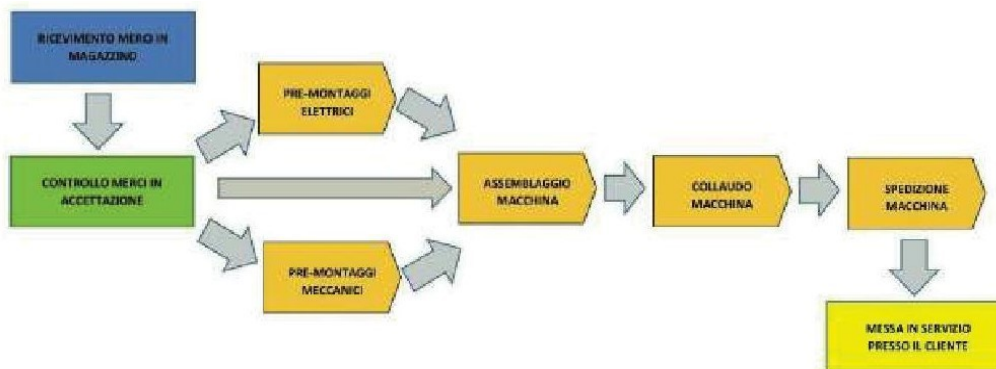 RICEVIMENTO MERCI IN
MAGAZZINO
CONTROLLO MERCI IN
ACCETTAZIONE
PRE-MONTAGGI
ELETTRICI
PRE-MONTAGGI
MECCANICI
ASSEMBLAGGIO
MACCHINA
COLLAUDO
MACCHINA
SPEDIZIONE
MACCHINA
MESSA IN SERVIZIO
PRESSO IL CLIENTE